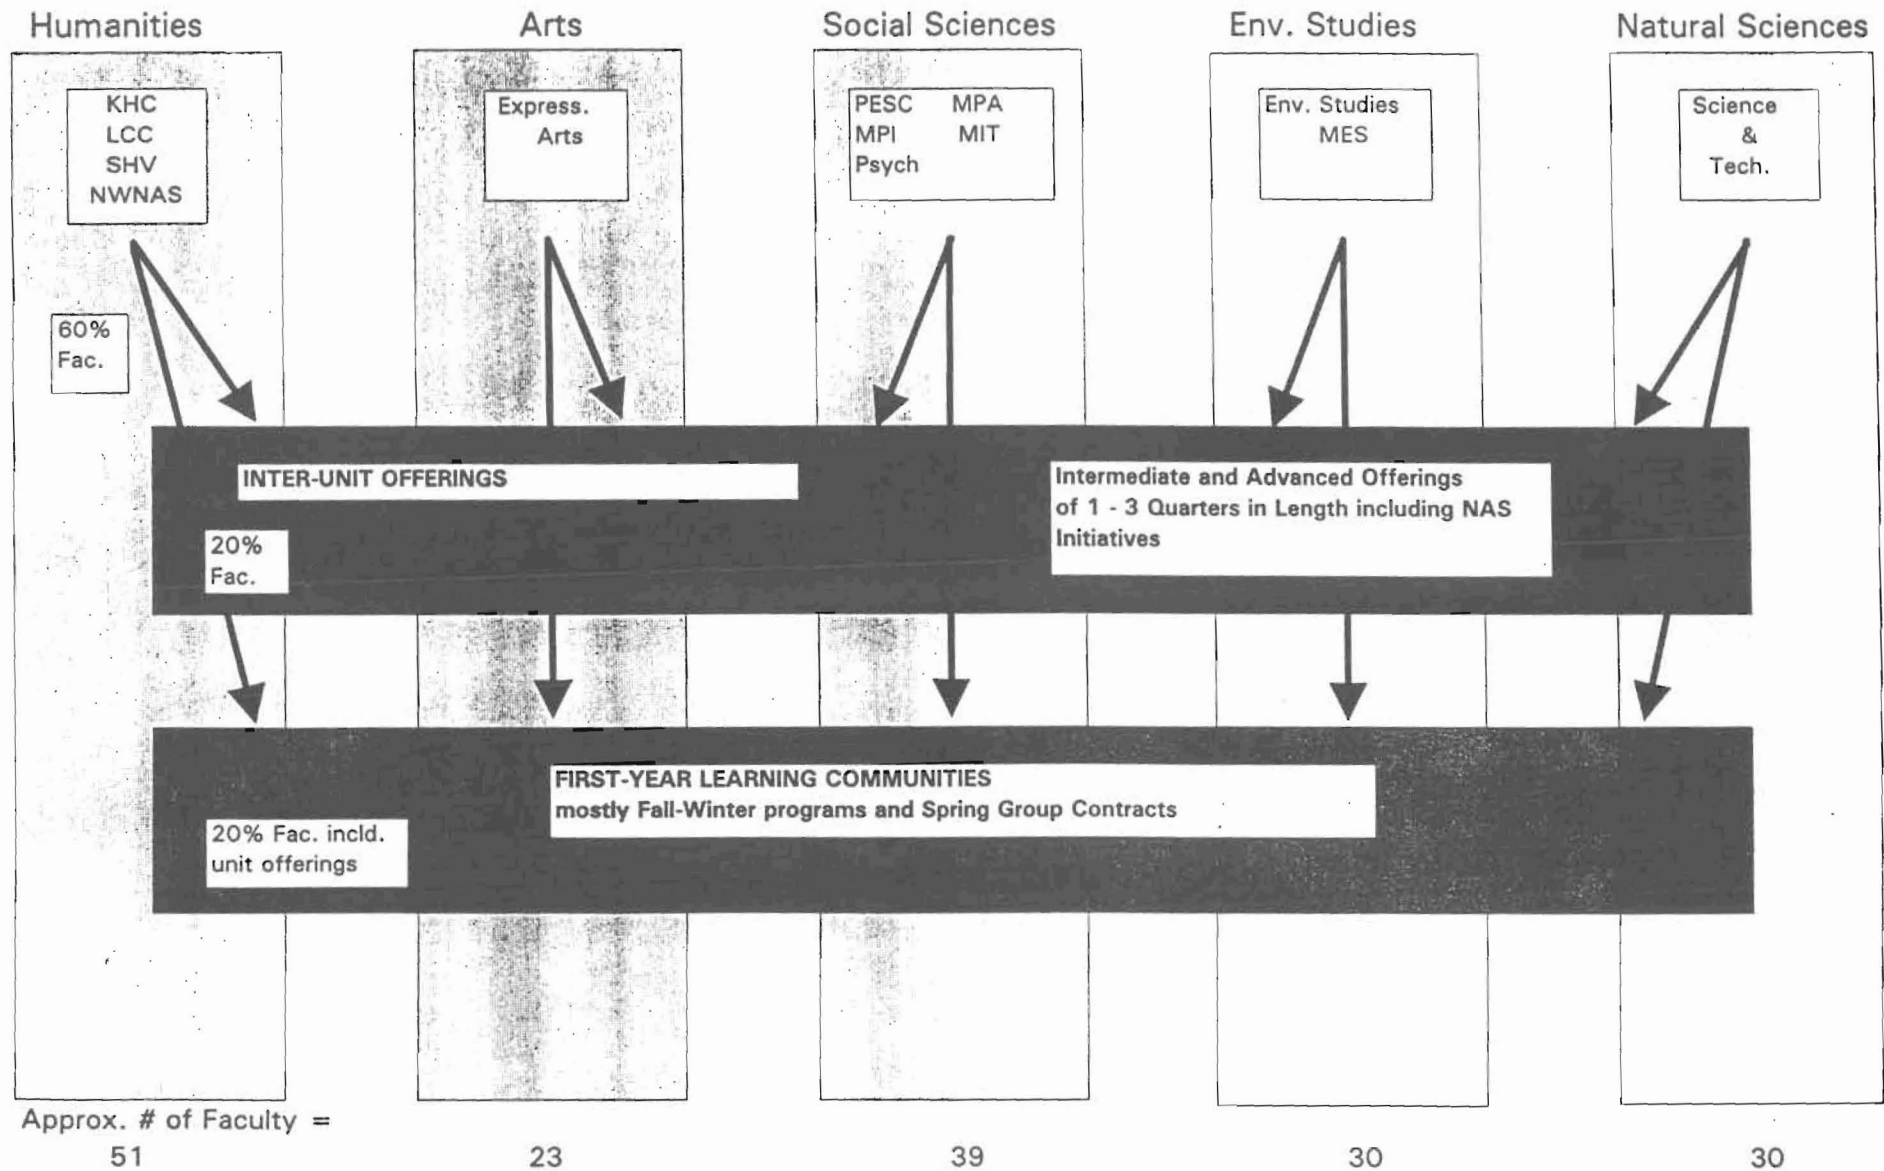 Humanities
Arts
Social Sciences
Env. Studies
Natural Sciences
KHC
LCC
SHV
NWNAS
Express.
Arts
PESC MPA
MPI MIT
Psych
Env. Studies
MES
Science
&
Tech.
60%
Fac.
INTER-UNIT OFFERINGS
Intermediate and Advanced Offerings
of 1 - 3 Quarters in Length including NAS
Initiatives
20%
Fac.
FIRST-YEAR LEARNING COMMUNITIES
mostly Fall-Winter programs and Spring Group Contracts
20% Fac. incld.
unit offerings
Approx. # of Faculty =
51 23 39 30 30